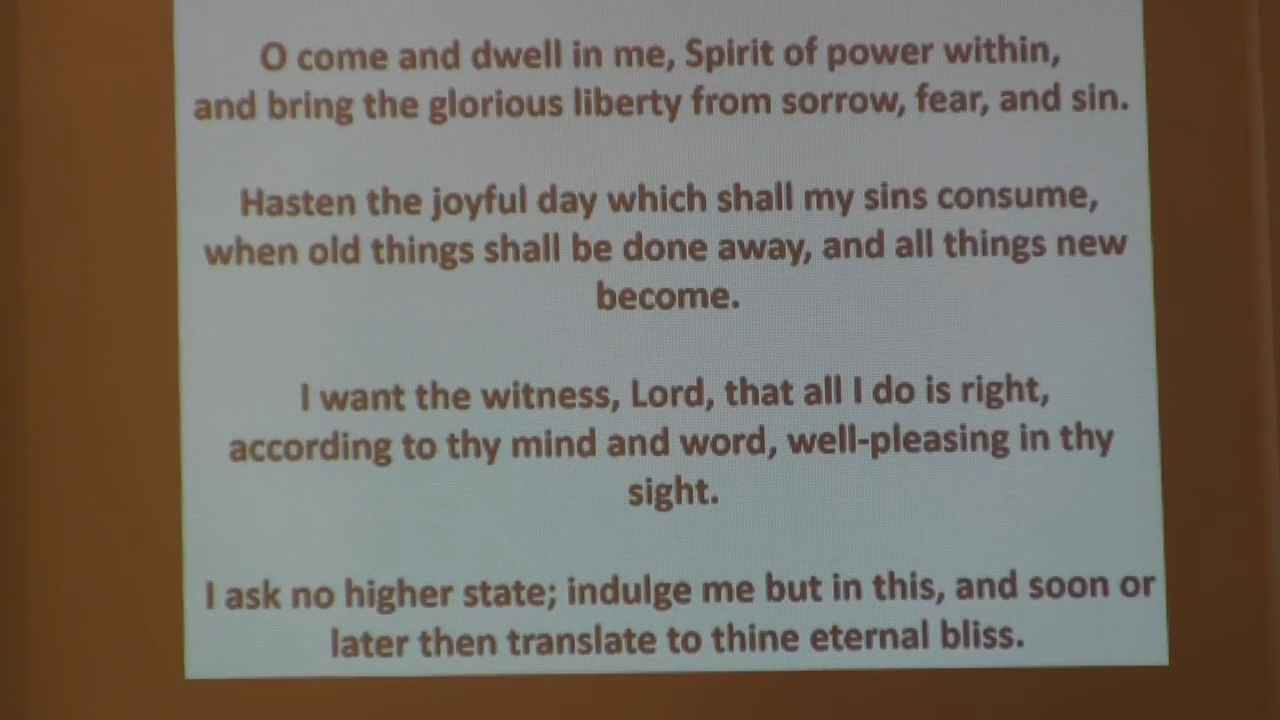 O come and dwell in me, Spirit of power within,
and bring the glorious liberty from sorrow, fear, and sin.
Hasten the joyful day which shall my sins consume,
when old things shall be done away, and all things new
become.
I want the witness, Lord, that all I do is right,
according to thy mind and word, well-pleasing in thy
sight.
I ask no higher state; indulge me but in this, and soon or
later then translate to thine eternal bliss.